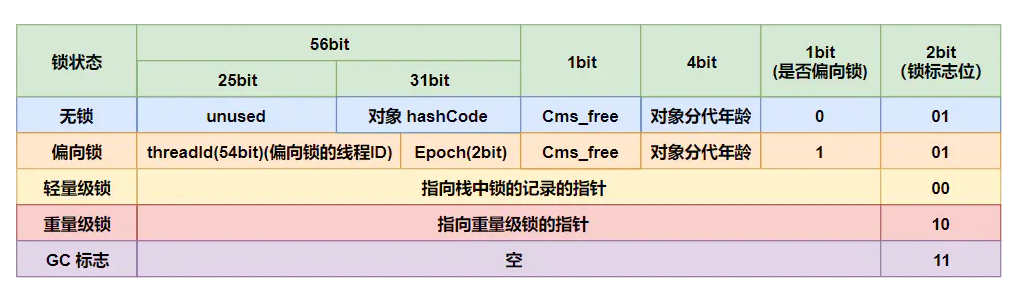 锁状态
56bit
25bit
31bit
1bit
4bit
1bit
(是否偏向锁)
2bit
（锁标志位）
无锁
unused
对象 hashCode
Cms_free
对象分代年龄
0
01
偏向锁
threadId(54bit)(偏向锁的线程ID)
Epoch(2bit)
Cms_free
对象分代年龄
1
01
轻量级锁
指向栈中锁的记录的指针
00
重量级锁
指向重量级锁的指针
10
GC 标志
空
11